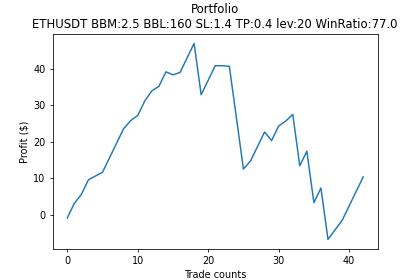 Portfolio
ETHUSDT BBM:2.5 BBL:160 SL:1.4 TP:0.4 lev:20 WinRatio:77.0
Profit ($)
40
30
20
10
0
0 10 20 30 40
Trade counts